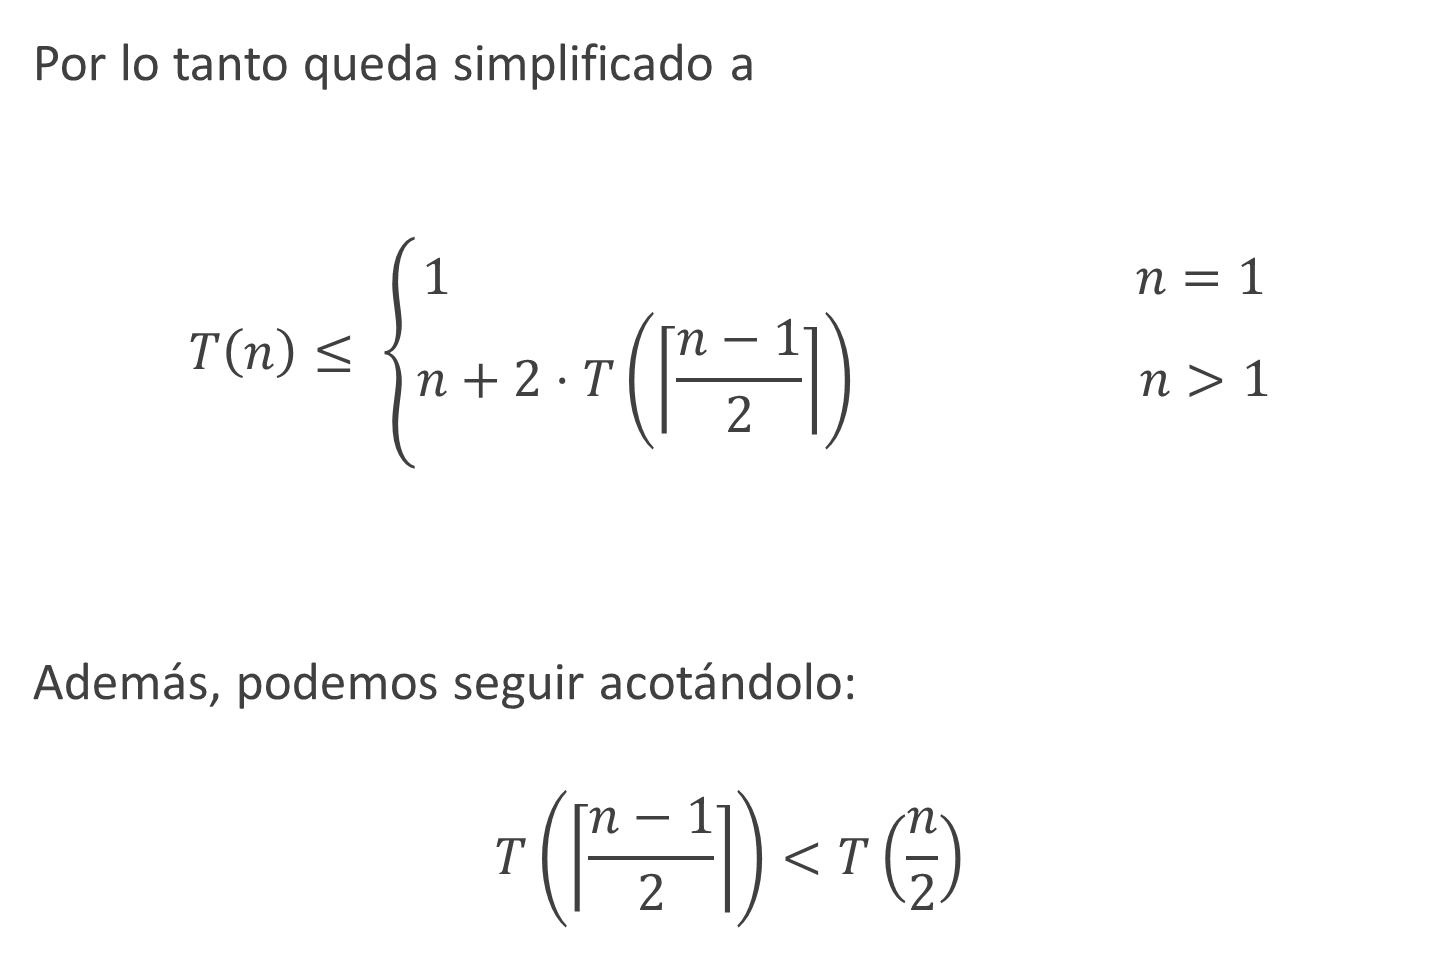 Por lo tanto queda simplificado a
T(n) ≤ { 1 n = 1
n + 2 · T(⌈(n − 1)/2⌉) n > 1
Además, podemos seguir acotándolo:
T(⌈(n − 1)/2⌉) < T(n/2)